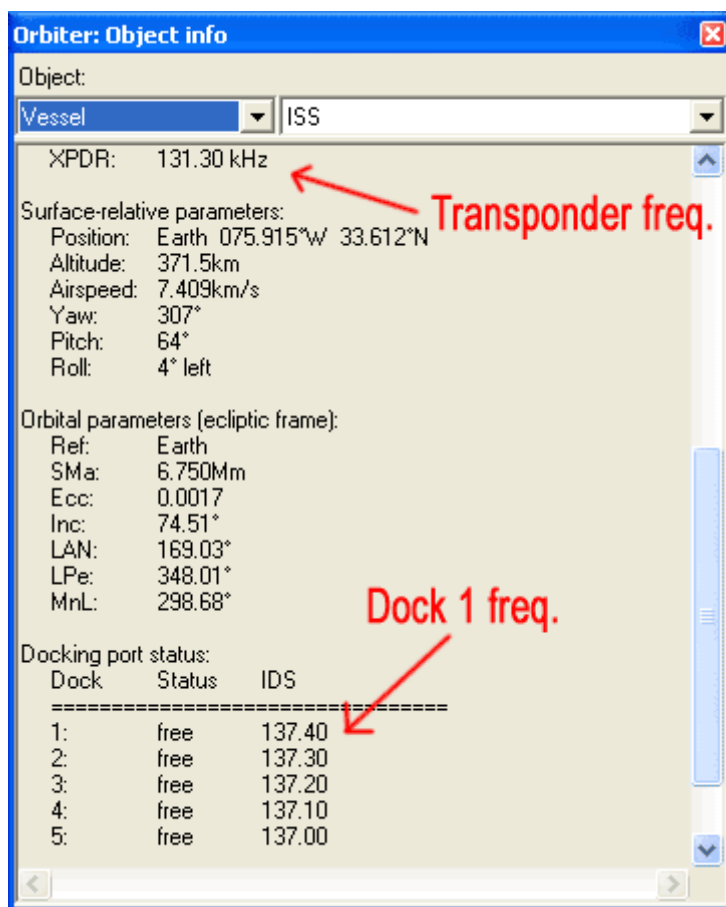 Orbiter: Object info
Object:
Vessel ISS
XPDR: 131.30 kHz
Transponder freq.
Surface-relative parameters:
Position: Earth 075.915°W 33.612°N
Altitude: 371.5km
Airspeed: 7.409km/s
Yaw: 307°
Pitch: 64°
Roll: 4° left
Orbital parameters (ecliptic frame):
Ref: Earth
SMa: 6.750Mm
Ecc: 0.0017
Inc: 74.51°
LAN: 169.03°
LPe: 348.01°
MnL: 298.68°
Dock 1 freq.
Docking port status:
Dock Status IDS
=================================
1: free 137.40
2: free 137.30
3: free 137.20
4: free 137.10
5: free 137.00